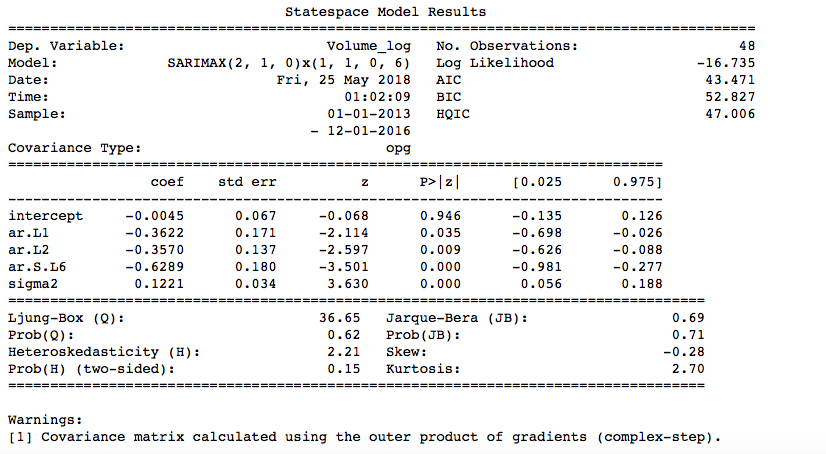 Statespace Model Results
==========================================================================================
Dep. Variable: Volume_log No. Observations: 48
Model: SARIMAX(2, 1, 0)x(1, 1, 0, 6) Log Likelihood -16.735
Date: Fri, 25 May 2018 AIC 43.471
Time: 01:02:09 BIC 52.827
Sample: 01-01-2013 HQIC 47.006
- 12-01-2016
Covariance Type: opg
===============================================================================
coef std err z P>|z| [0.025 0.975]
-------------------------------------------------------------------------------
intercept -0.0045 0.067 -0.068 0.946 -0.135 0.126
ar.L1 -0.3622 0.171 -2.114 0.035 -0.698 -0.026
ar.L2 -0.3570 0.137 -2.597 0.009 -0.626 -0.088
ar.S.L6 -0.6289 0.180 -3.501 0.000 -0.981 -0.277
sigma2 0.1221 0.034 3.630 0.000 0.056 0.188
====================================================================================
Ljung-Box (Q): 36.65 Jarque-Bera (JB): 0.69
Prob(Q): 0.62 Prob(JB): 0.71
Heteroskedasticity (H): 2.21 Skew: -0.28
Prob(H) (two-sided): 0.15 Kurtosis: 2.70
====================================================================================
Warnings:
[1] Covariance matrix calculated using the outer product of gradients (complex-step).